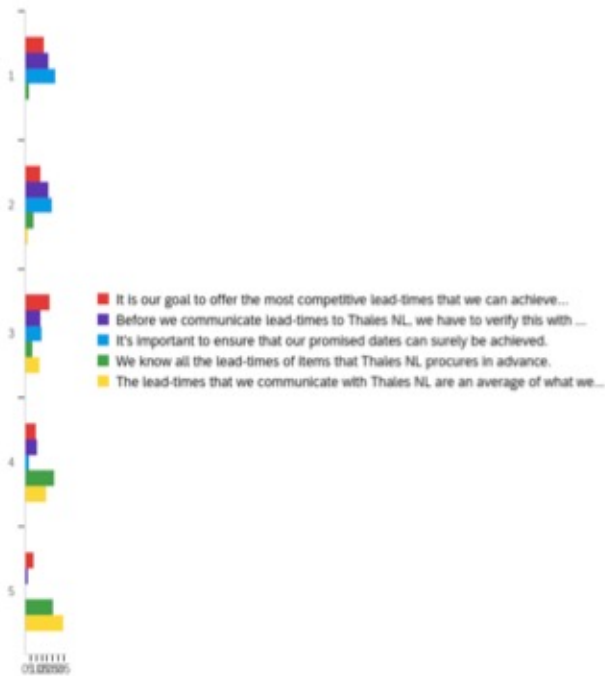 1
2
3
4
5
It is our goal to offer the most competitive lead-times that we can achieve...
Before we communicate lead-times to Thales NL, we have to verify this with ...
It's important to ensure that our promised dates can surely be achieved.
We know all the lead-times of items that Thales NL procures in advance.
The lead-times that we communicate with Thales NL are an average of what we...